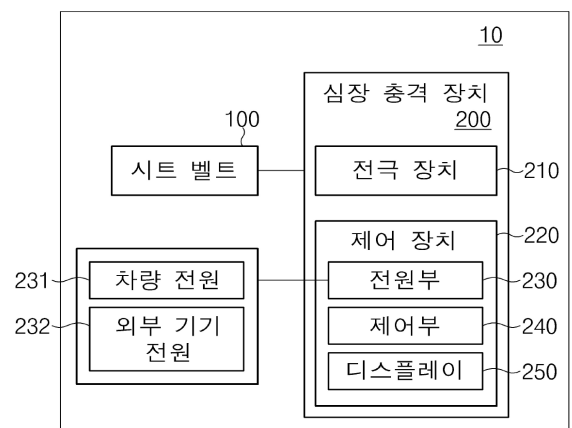 10
심장 충격 장치
200
100
시트 벨트
전극 장치
210
제어 장치
220
231
차량 전원
전원부
230
232
외부 기기
전원
제어부
240
디스플레이
250